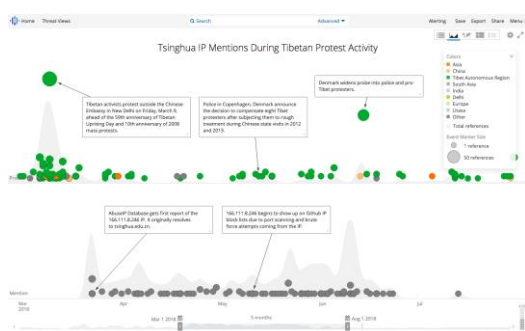 Home Threat Views Search Advanced Alerting Save Export Share Menu
Tsinghua IP Mentions During Tibetan Protest Activity
Colors
Asia
China
Tibet Autonomous Region
South Asia
India
Delhi
Europe
Lhasa
Other
Total references
Event Marker Size
1 reference
50 references
Denmark widens probe into police and pro-
Tibet protesters.
Tibetan activists protest outside the Chinese
Embassy in New Delhi on Friday, March 9,
ahead of the 59th anniversary of Tibetan
Uprising Day and 10th anniversary of 2008
mass protests.
Police in Copenhagen, Denmark announce
the decision to compensate eight Tibet
protesters after subjecting them to rough
treatment during Chinese state visits in 2012
and 2013.
AbuseIP Database gets first report of the
166.111.8.246 IP. It originally resolves
to tsinghua.edu.cn.
166.111.8.246 begins to show up on Github IP
block lists due to port scanning and brute
force attempts coming from the IP.
Mention
Mar
2018
Apr
May
Jun
Jul
Mar 1 2018
5 months
Aug 1 2018